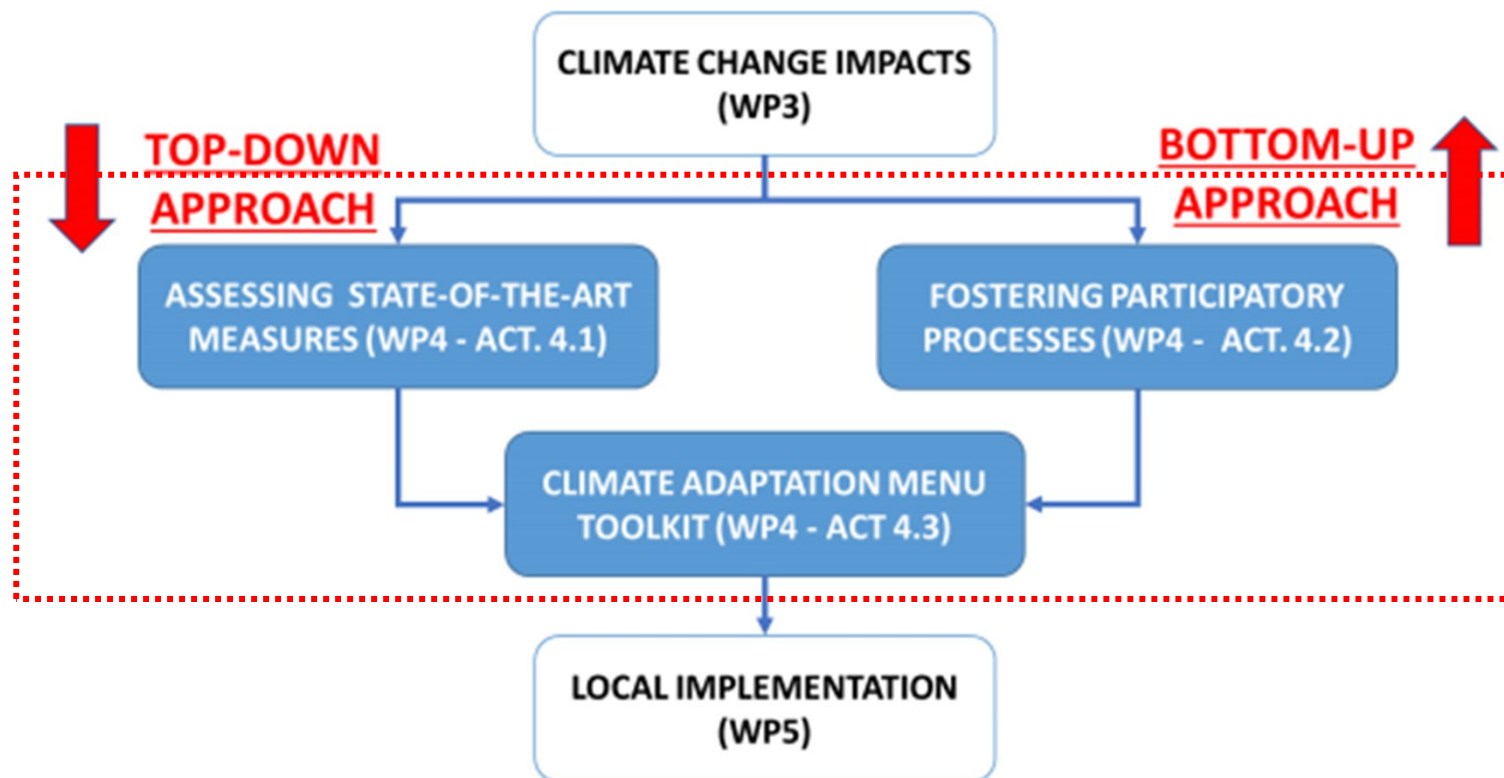 CLIMATE CHANGE IMPACTS
(WP3)
TOP-DOWN
APPROACH
BOTTOM-UP
APPROACH
ASSESSING STATE-OF-THE-ART
MEASURES (WP4 - ACT. 4.1)
FOSTERING PARTICIPATORY
PROCESSES (WP4 - ACT. 4.2)
CLIMATE ADAPTATION MENU
TOOLKIT (WP4 - ACT 4.3)
LOCAL IMPLEMENTATION
(WP5)